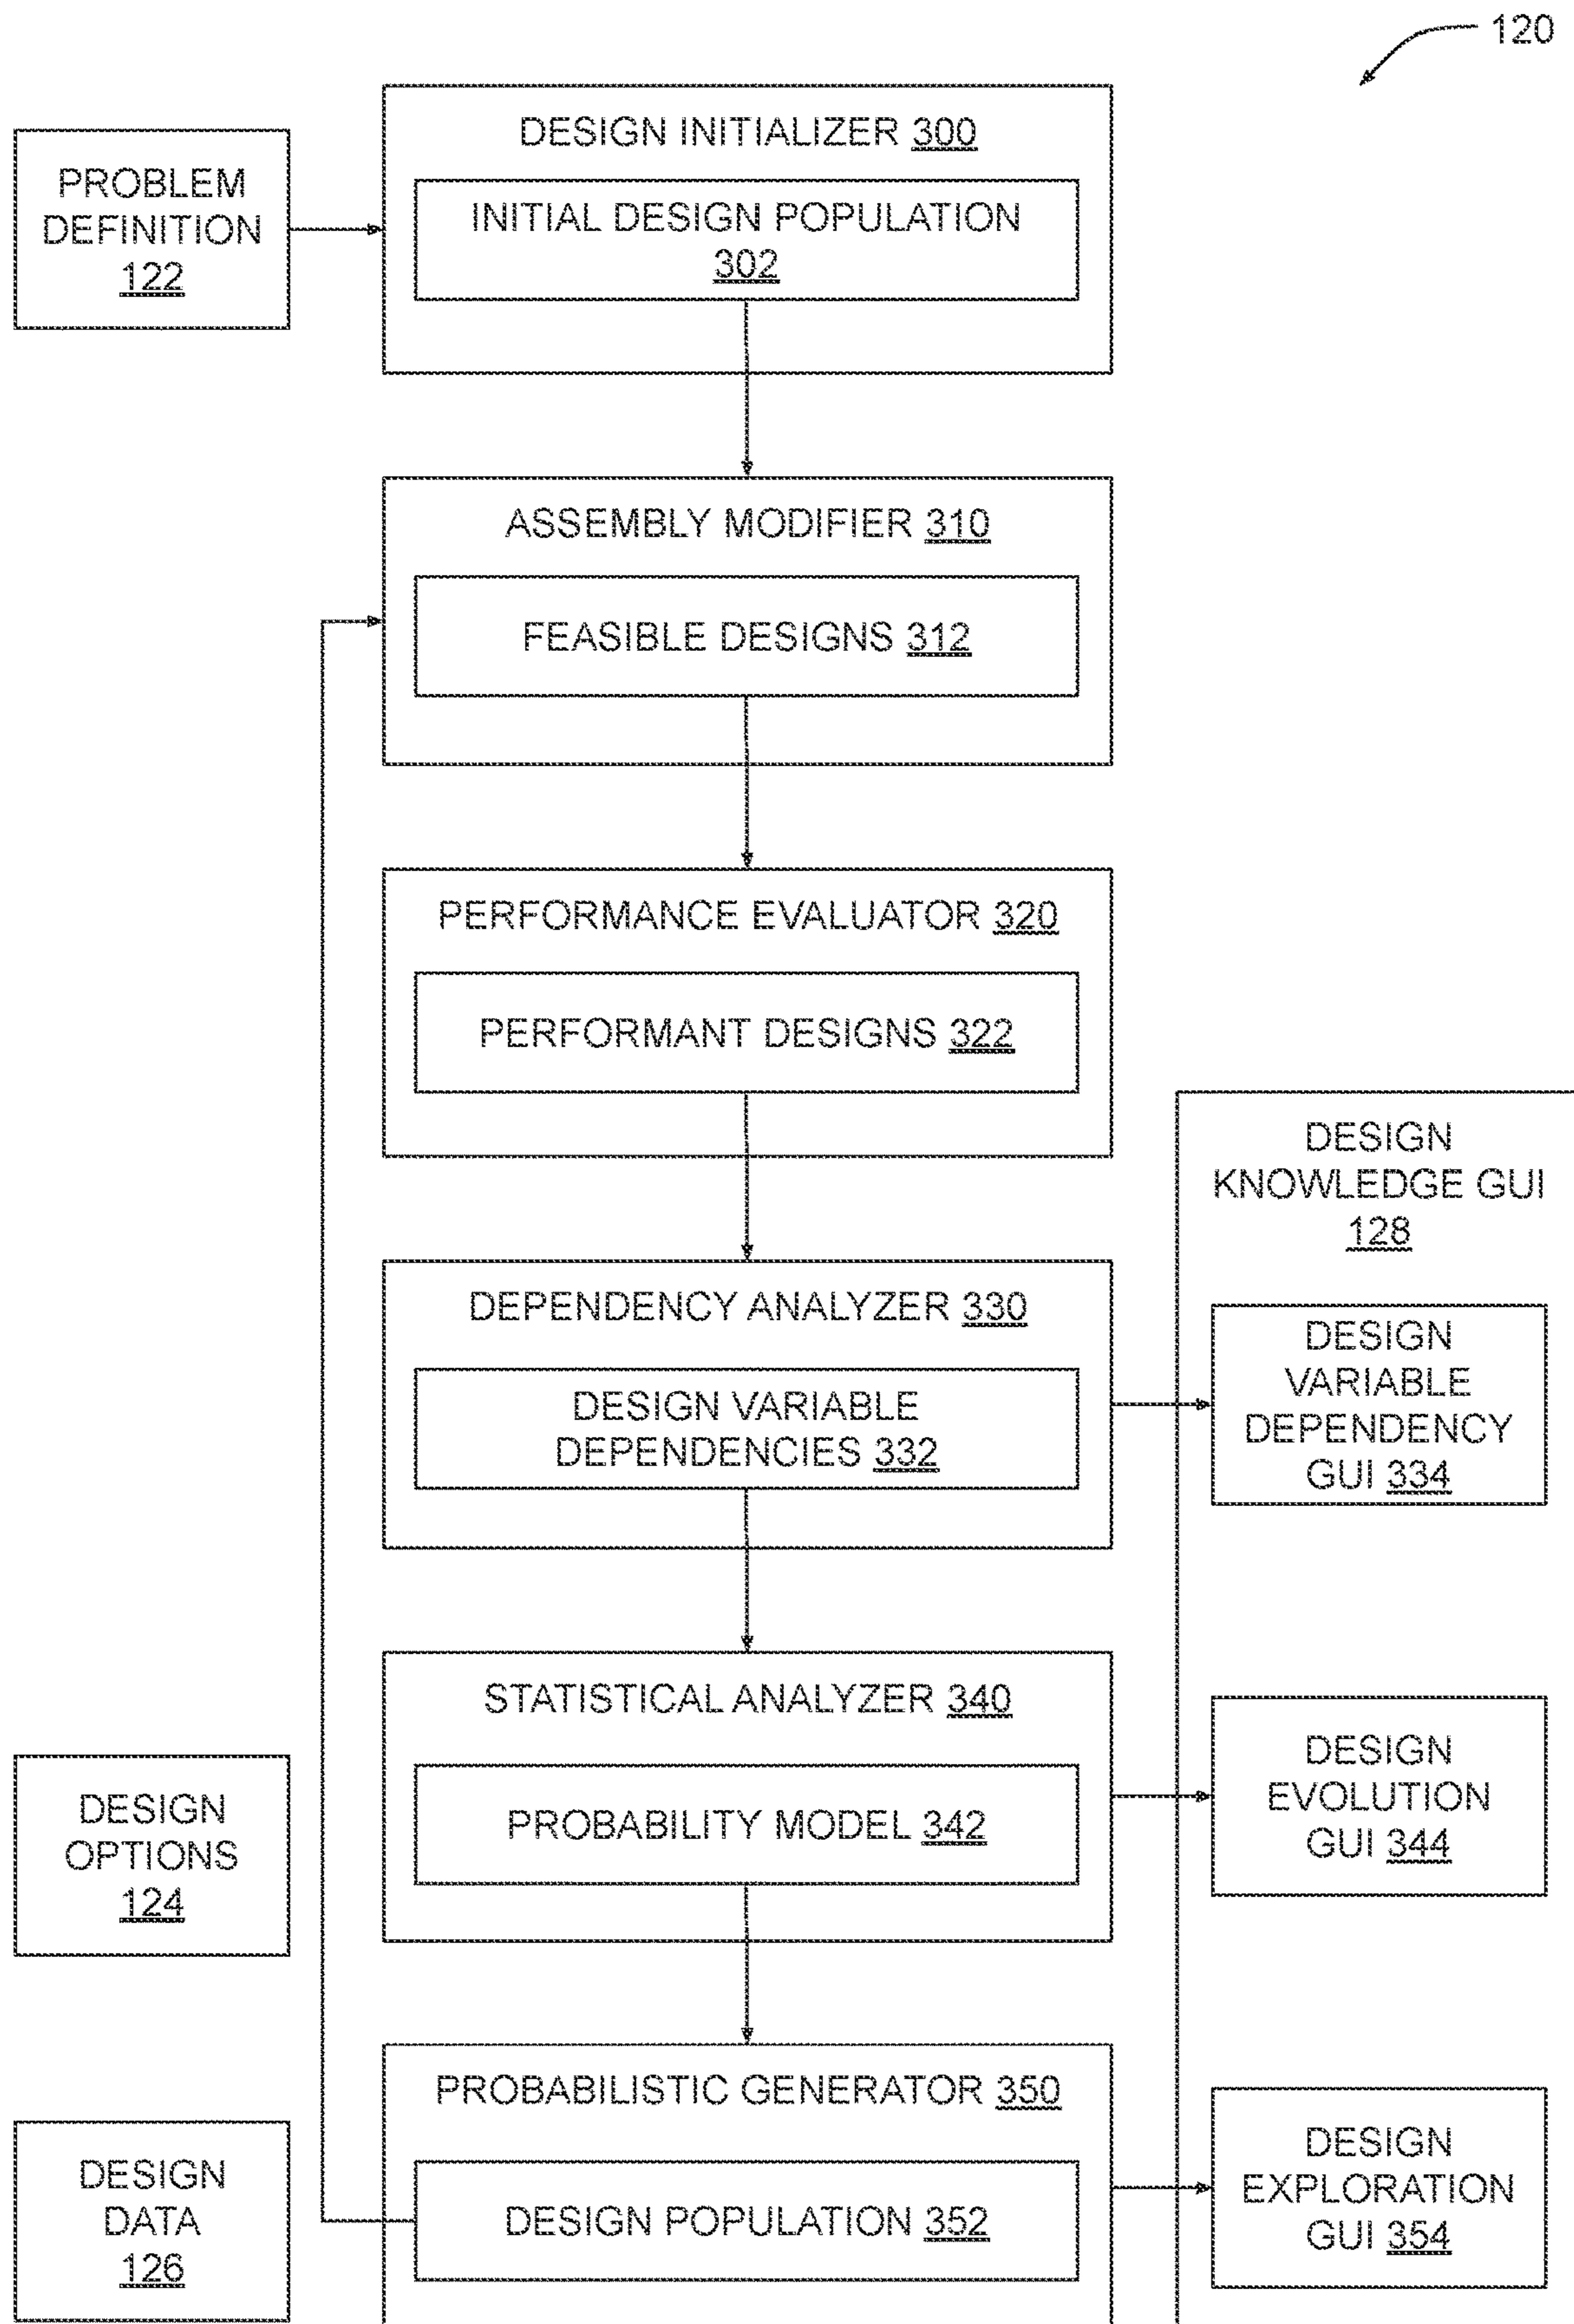 120
DESIGN INITIALIZER 300
PROBLEM
DEFINITION
122
INITIAL DESIGN POPULATION
302
ASSEMBLY MODIFIER 310
FEASIBLE DESIGNS 312
PERFORMANCE EVALUATOR 320
PERFORMANT DESIGNS 322
DESIGN
KNOWLEDGE GUI
128
DEPENDENCY ANALYZER 330
DESIGN VARIABLE
DEPENDENCIES 332
DESIGN
VARIABLE
DEPENDENCY
GUI 334
STATISTICAL ANALYZER 340
PROBABILITY MODEL 342
DESIGN
EVOLUTION
GUI 344
DESIGN
OPTIONS
124
PROBABILISTIC GENERATOR 350
DESIGN POPULATION 352
DESIGN
EXPLORATION
GUI 354
DESIGN
DATA
126